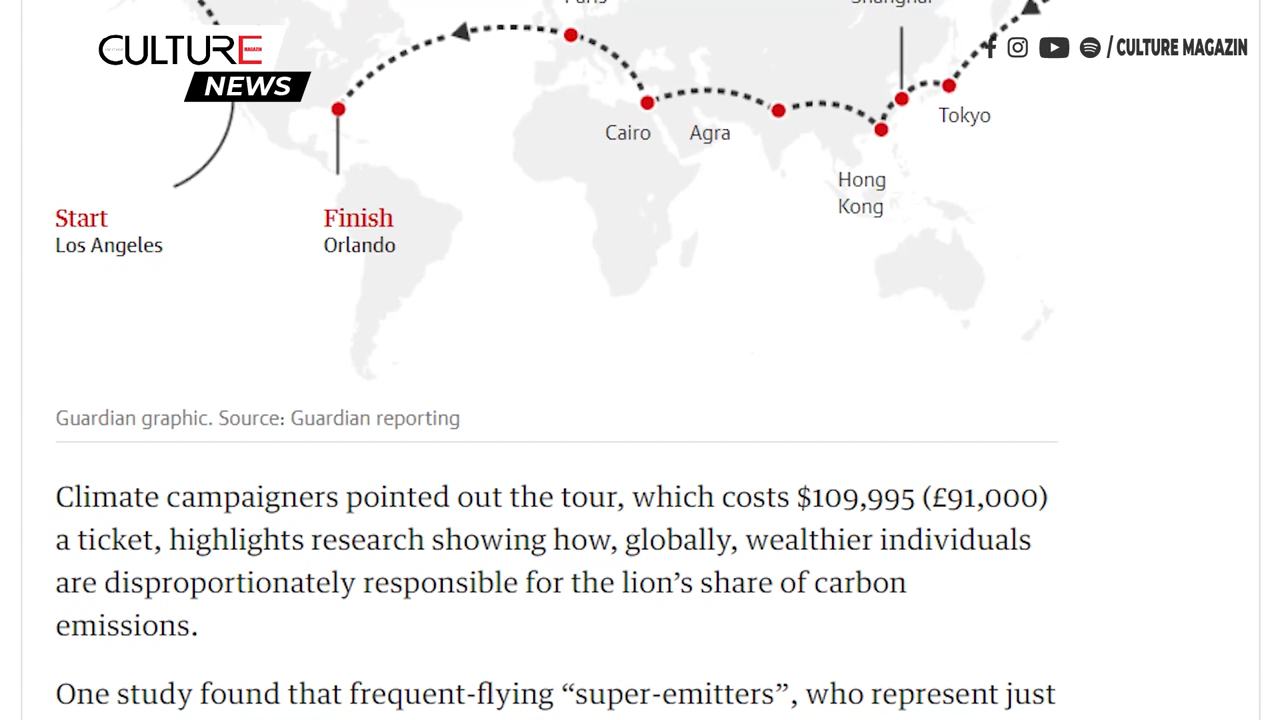 Paris
Shanghai
CULTURE
MAGAZIN
NEWS
/ CULTURE MAGAZIN
Cairo
Agra
Tokyo
Hong
Kong
Start
Los Angeles
Finish
Orlando
Guardian graphic. Source: Guardian reporting
Climate campaigners pointed out the tour, which costs $109,995 (£91,000)
a ticket, highlights research showing how, globally, wealthier individuals
are disproportionately responsible for the lion’s share of carbon
emissions.
One study found that frequent-flying “super-emitters”, who represent just